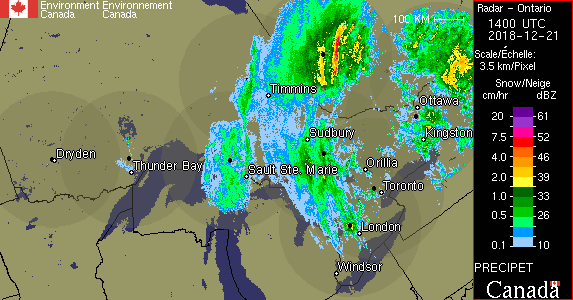 Environment Environnement
Canada Canada
100 KM
Timmins
Ottawa
Sudbury
Kingston
Dryden
Thunder Bay
Sault Ste. Marie
Orillia
Toronto
London
Windsor
Radar - Ontario
1400 UTC
2018-12-21
Scale/Échelle:
3.5 km/Pixel
Snow/Neige
cm/hr dBZ
20 61
7.5 52
4.0 46
2.0 39
1.0 33
0.5 26
0.1 10
PRECIPET
Canada